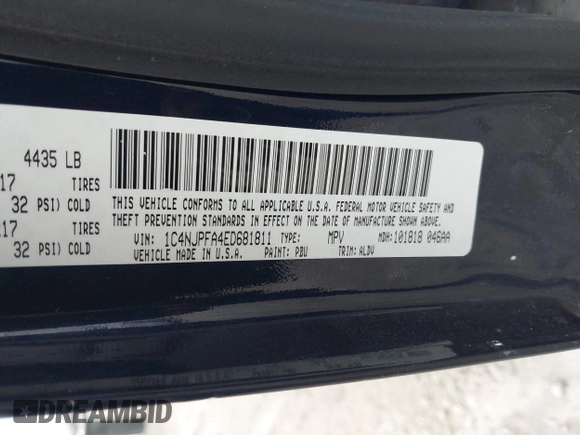 4435 LB
17 TIRES
32 PSI) COLD
17 TIRES
32 PSI) COLD
THIS VEHICLE CONFORMS TO ALL APPLICABLE U.S.A. FEDERAL MOTOR VEHICLE SAFETY AND
THEFT PREVENTION STANDARDS IN EFFECT ON THE DATE OF MANUFACTURE SHOWN ABOVE.
VIN: 1C4NJPFA4ED681811 TYPE: MPV MDH:101818 046AA
VEHICLE MADE IN U.S.A. PAINT: PBU TRIM: ALDV
DREAMBID